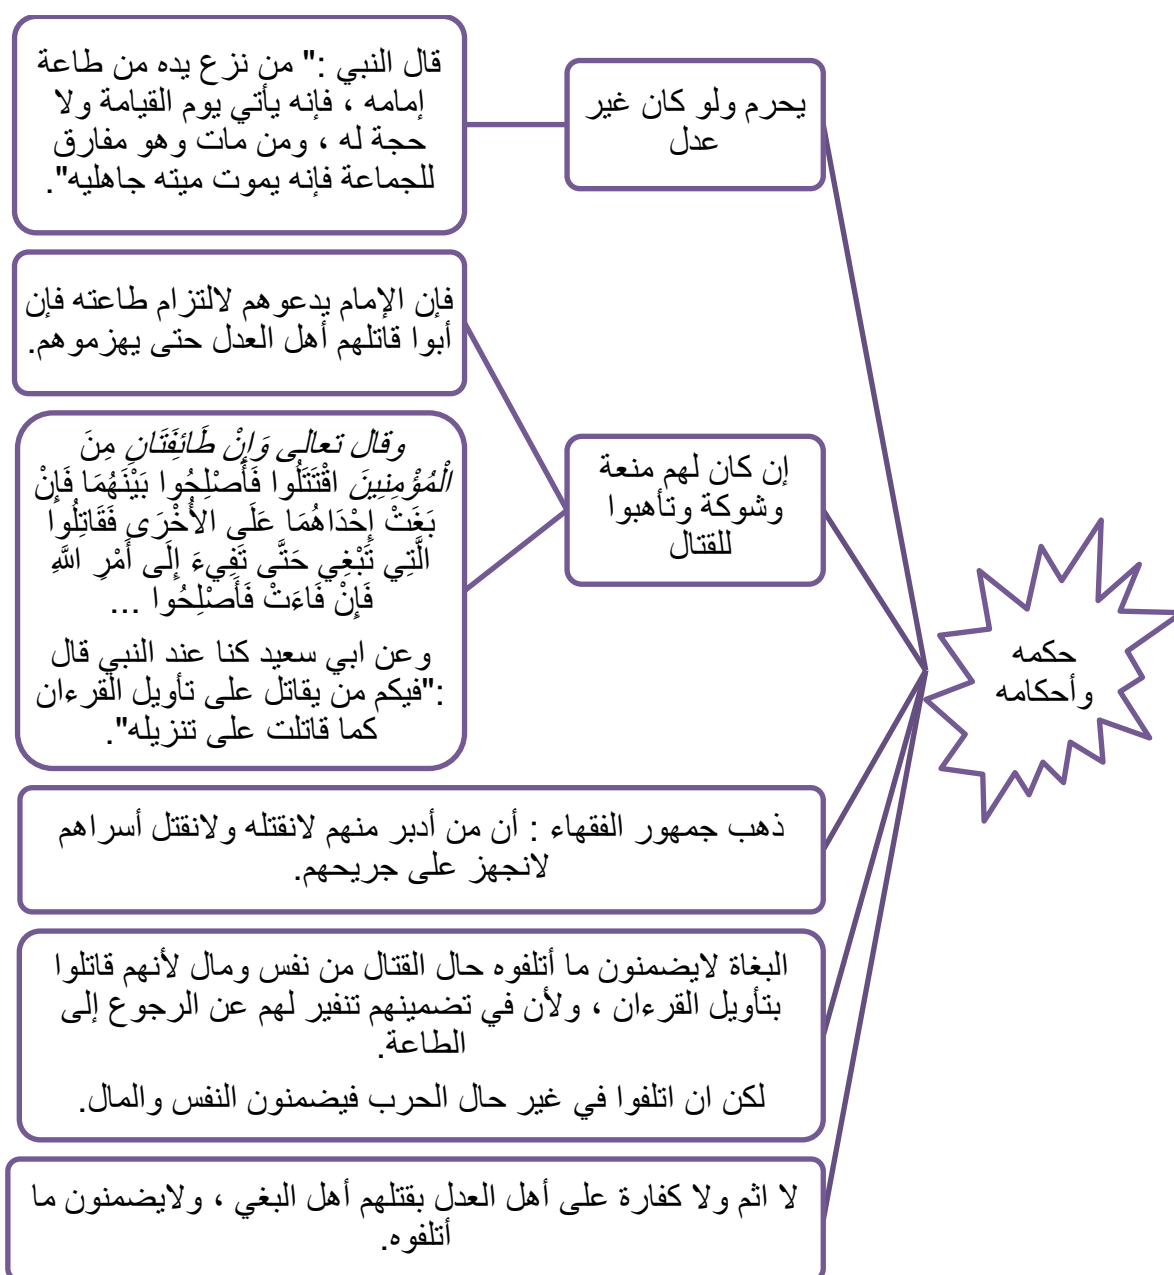 حكمه
وأحكامه
يحرم ولو كان غير
عدل
قال النبي :" من نزع يده من طاعة
إمامه ، فإنه يأتي يوم القيامة ولا
حجة له ، ومن مات وهو مفارق
للجماعة فإنه يموت ميته جاهليه".
إن كان لهم منعة
وشوكة وتأهبوا
للقتال
فإن الإمام يدعوهم لالتزام طاعته فإن
أبوا قاتلهم أهل العدل حتى يهزموهم.
وقال تعالى وَإِنْ طَائِفَتَانِ مِنَ
الْمُؤْمِنِينَ اقْتَتَلُوا فَأَصْلِحُوا بَيْنَهُمَا فَإِنْ
بَغَتْ إِحْدَاهُمَا عَلَى الأُخْرَى فَقَاتِلُوا
الَّتِي تَبْغِي حَتَّى تَفِيءَ إِلَى أَمْرِ اللَّهِ
فَإِنْ فَاءَتْ فَأَصْلِحُوا ...
وعن ابي سعيد كنا عند النبي قال
:"فيكم من يقاتل على تأويل القرءان
كما قاتلت على تنزيله".
ذهب جمهور الفقهاء : أن من أدبر منهم لانقتله ولانقتل أسراهم
لانجهز على جريحهم.
البغاة لايضمنون ما أتلفوه حال القتال من نفس ومال لأنهم قاتلوا
بتأويل القرءان ، ولأن في تضمينهم تنفير لهم عن الرجوع إلى
الطاعة.
لكن ان اتلفوا في غير حال الحرب فيضمنون النفس والمال.
لا اثم ولا كفارة على أهل العدل بقتلهم أهل البغي ، ولايضمنون ما
أتلفوه.